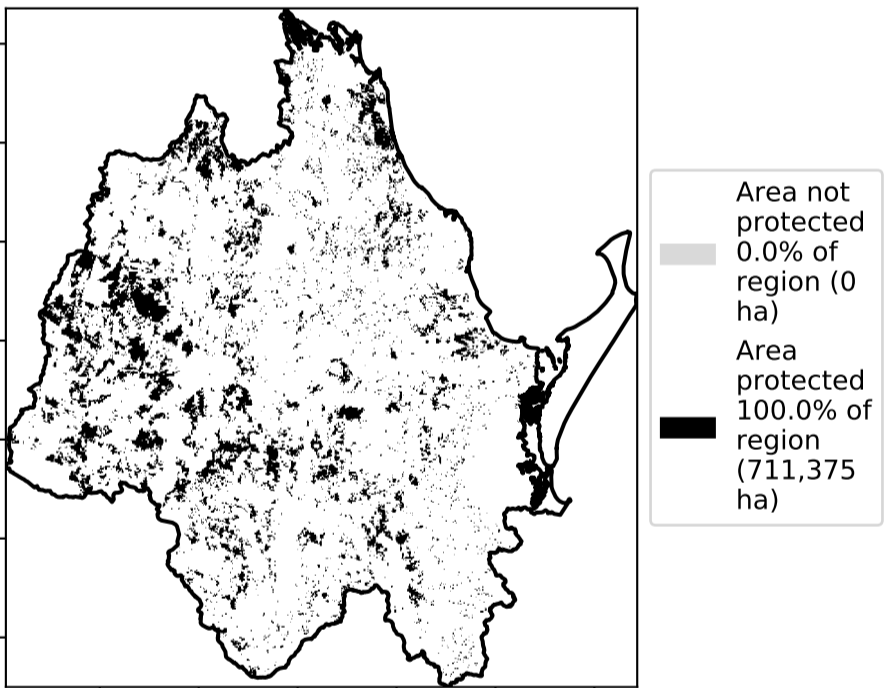 Area not
protected
0.0% of
region (0
ha)
Area
protected
100.0% of
region
(711,375
ha)